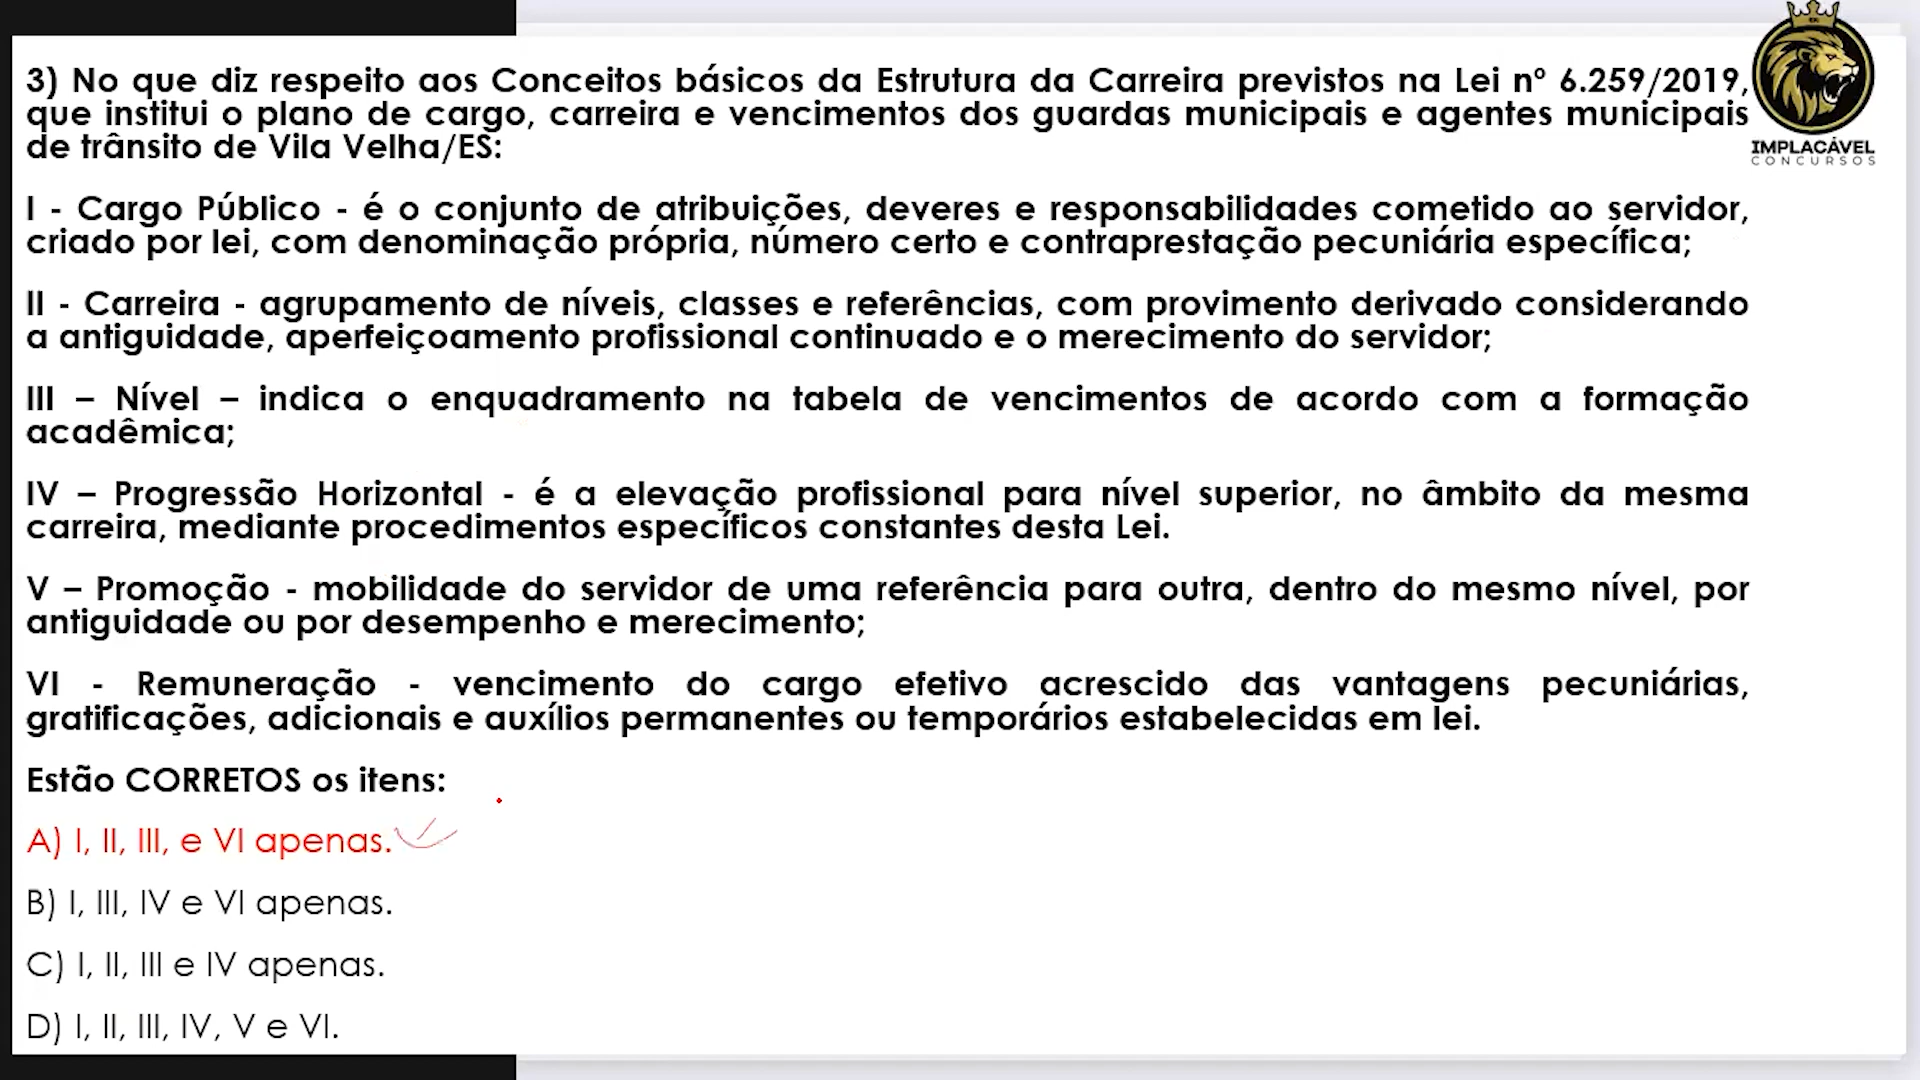 3) No que diz respeito aos Conceitos básicos da Estrutura da Carreira previstos na Lei nº 6.259/2019,
que institui o plano de cargo, carreira e vencimentos dos guardas municipais e agentes municipais
de trânsito de Vila Velha/ES:
IMPLACÁVEL
CONCURSOS
I - Cargo Público - é o conjunto de atribuições, deveres e responsabilidades cometido ao servidor,
criado por lei, com denominação própria, número certo e contraprestação pecuniária específica;
II - Carreira - agrupamento de níveis, classes e referências, com provimento derivado considerando
a antiguidade, aperfeiçoamento profissional continuado e o merecimento do servidor;
III – Nível – indica o enquadramento na tabela de vencimentos de acordo com a formação
acadêmica;
IV – Progressão Horizontal - é a elevação profissional para nível superior, no âmbito da mesma
carreira, mediante procedimentos específicos constantes desta Lei.
V – Promoção - mobilidade do servidor de uma referência para outra, dentro do mesmo nível, por
antiguidade ou por desempenho e merecimento;
VI - Remuneração - vencimento do cargo efetivo acrescido das vantagens pecuniárias,
gratificações, adicionais e auxílios permanentes ou temporários estabelecidas em lei.
Estão CORRETOS os itens:
A) I, II, III, e VI apenas.
B) I, III, IV e VI apenas.
C) I, II, III e IV apenas.
D) I, II, III, IV, V e VI.